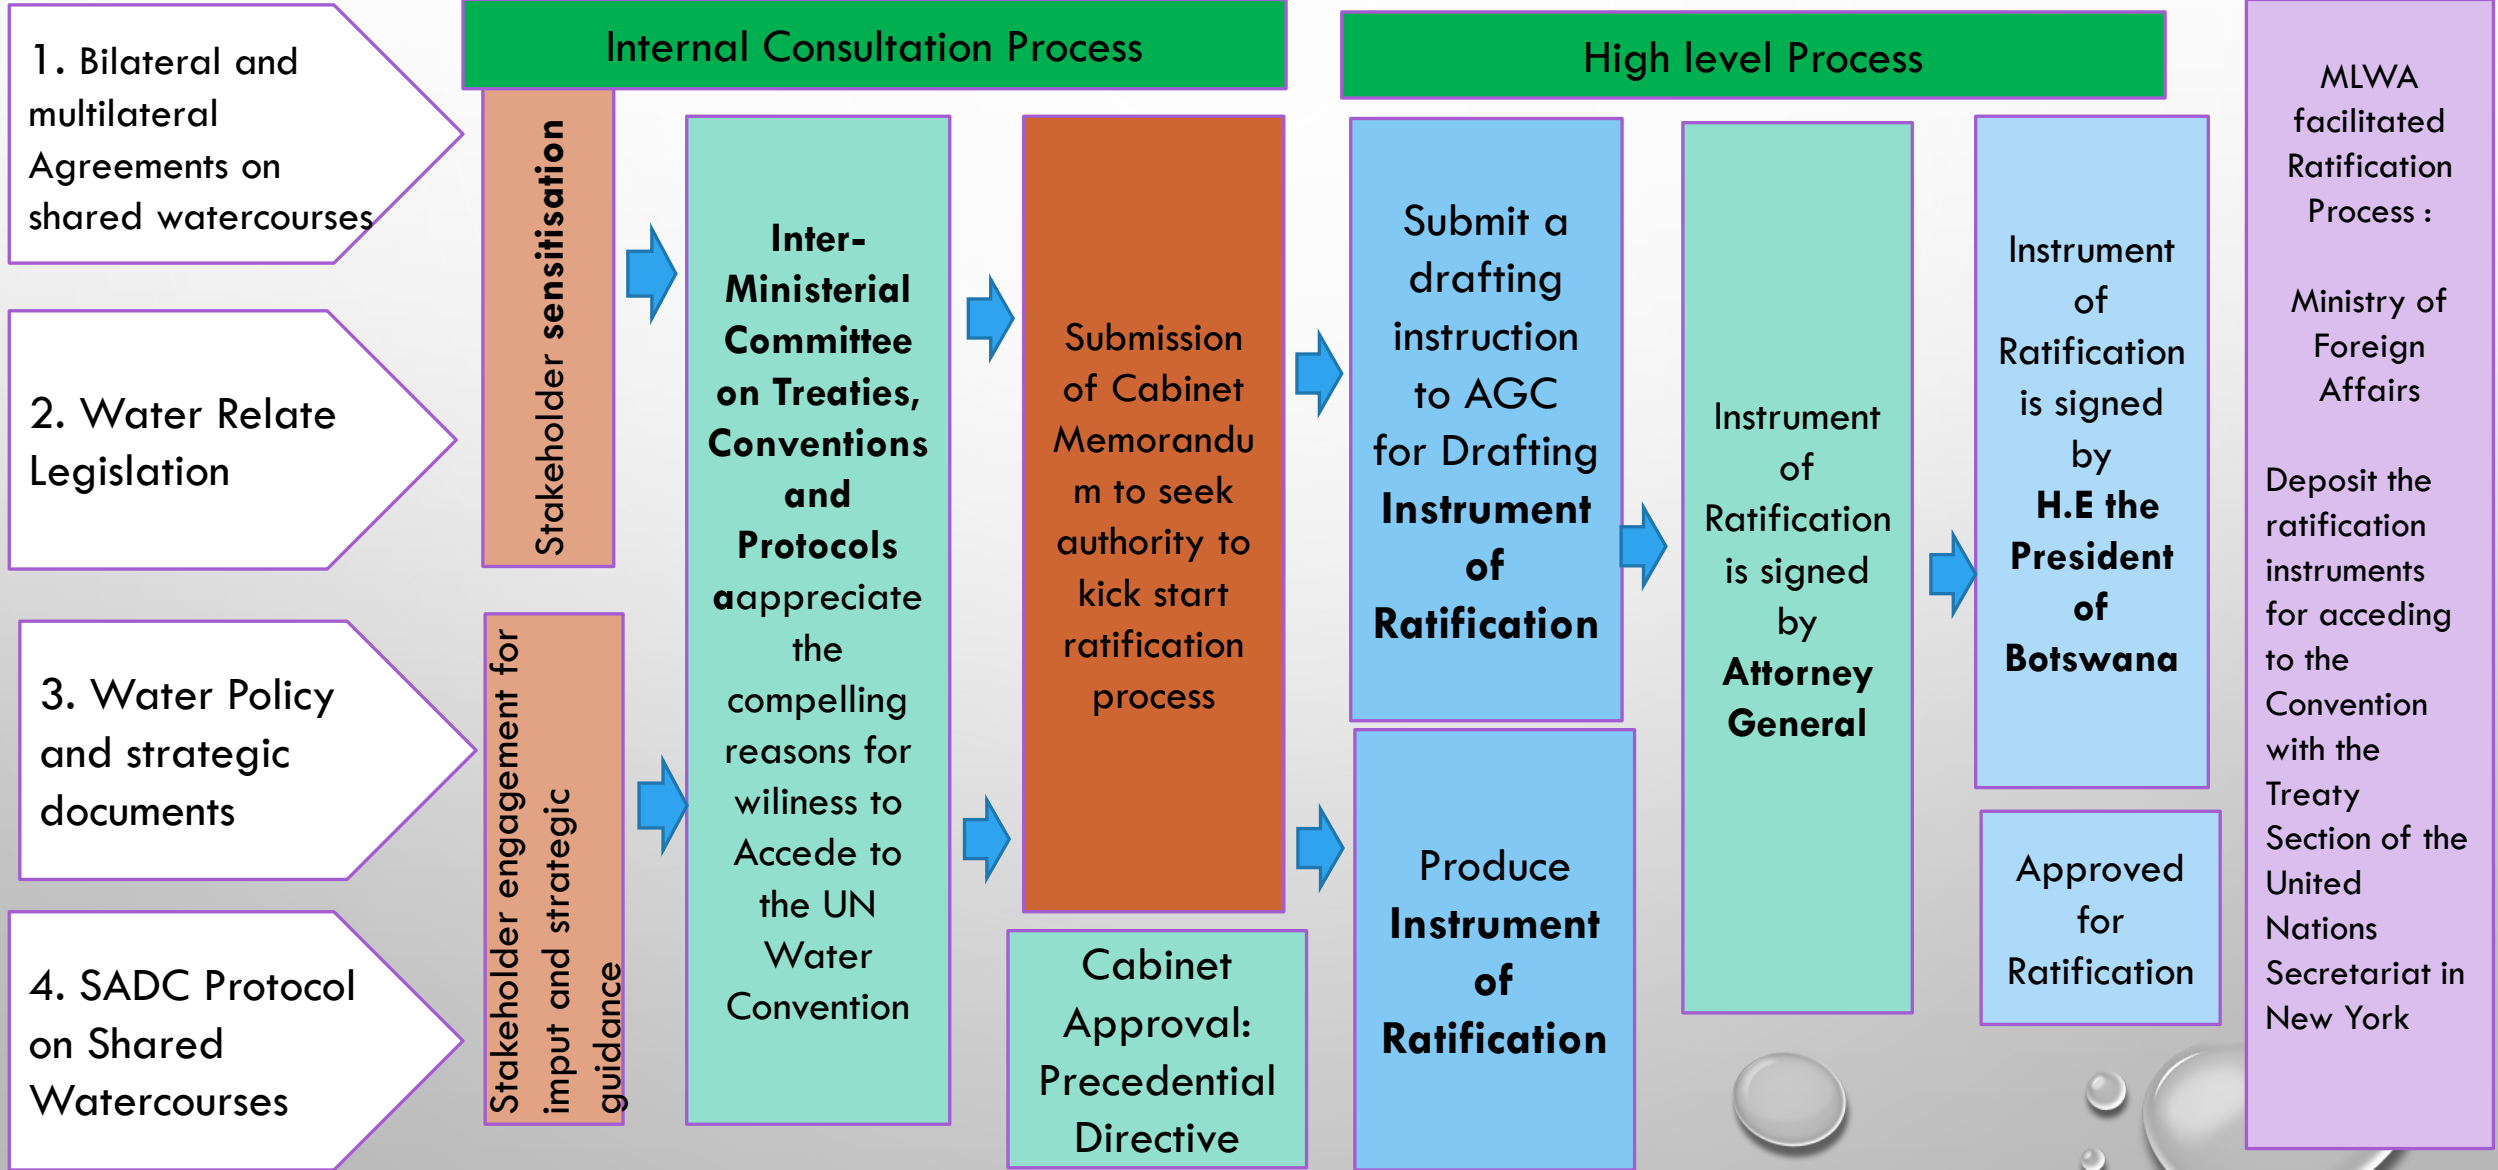 1. Bilateral and
multilateral
Agreements on
shared watercourses
2. Water Relate
Legislation
3. Water Policy
and strategic
documents
4. SADC Protocol
on Shared
Watercourses
Internal Consultation Process
Stakeholder sensitisation
Stakeholder engagement for
imput and strategic
guidance
Inter-
Ministerial
Committee
on Treaties,
Conventions
and
Protocols
aappreciate
the
compelling
reasons for
wiliness to
Accede to
the UN
Water
Convention
Submission
of Cabinet
Memorandu
m to seek
authority to
kick start
ratification
process
Cabinet
Approval:
Precedential
Directive
High level Process
Submit a
drafting
instruction
to AGC
for Drafting
Instrument
of
Ratification
Produce
Instrument
of
Ratification
Instrument
of
Ratification
is signed
by
Attorney
General
Instrument
of
Ratification
is signed
by
H.E the
President
of
Botswana
Approved
for
Ratification
MLWA
facilitated
Ratification
Process :
Ministry of
Foreign
Affairs
Deposit the
ratification
instruments
for acceding
to the
Convention
with the
Treaty
Section of the
United
Nations
Secretariat in
New York